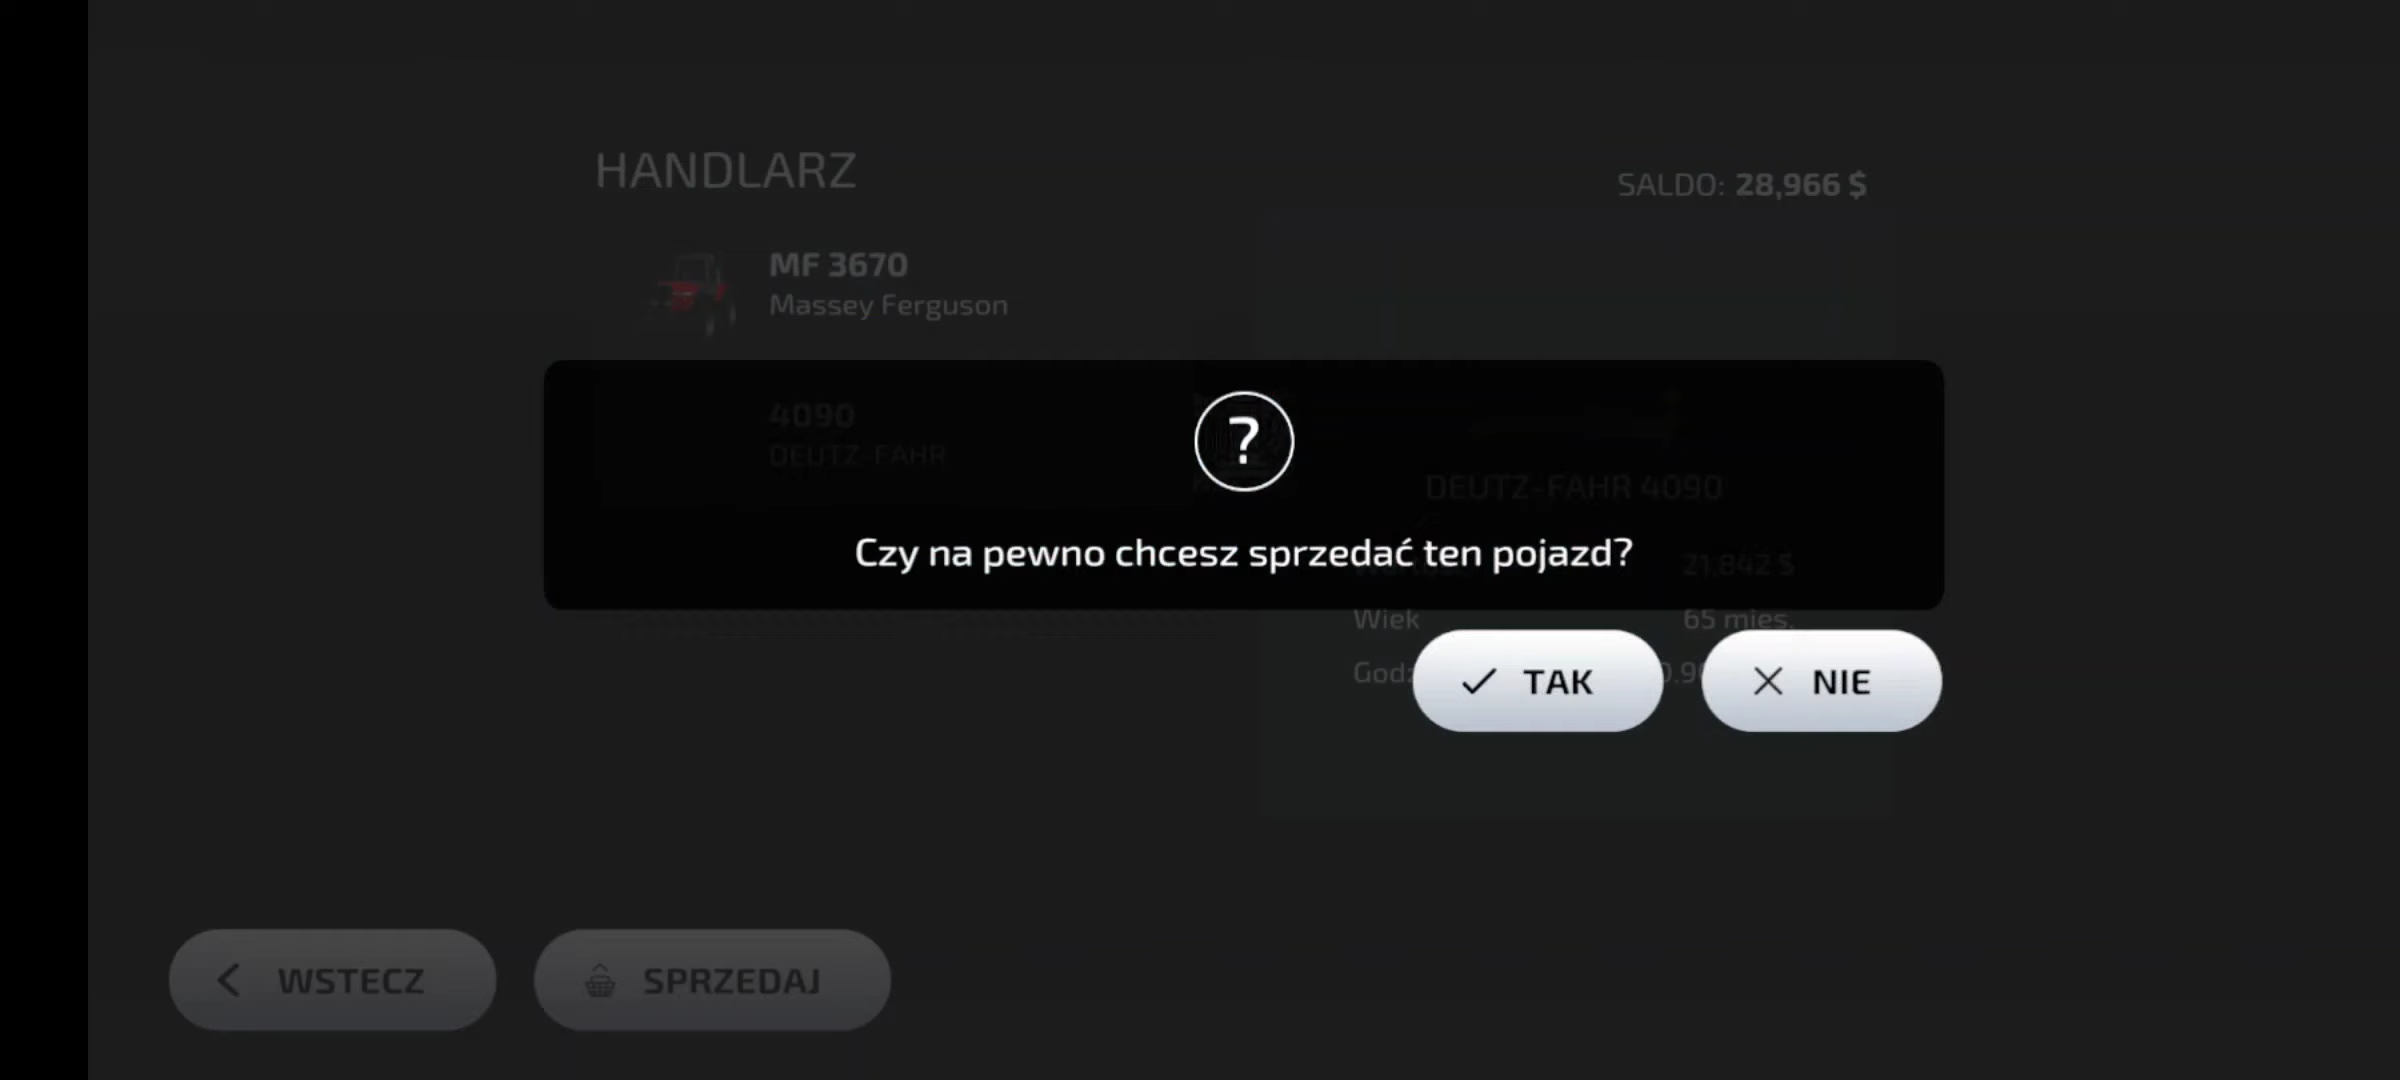 HANDLARZ
SALDO: 28,966 $
MF 3670
Massey Ferguson
4090
DEUTZ-FAHR
?
DEUTZ-FAHR 4090
Czy na pewno chcesz sprzedać ten pojazd?
21,842 $
Wiek 65 mies.
TAK
NIE
WSTECZ
SPRZEDAJ